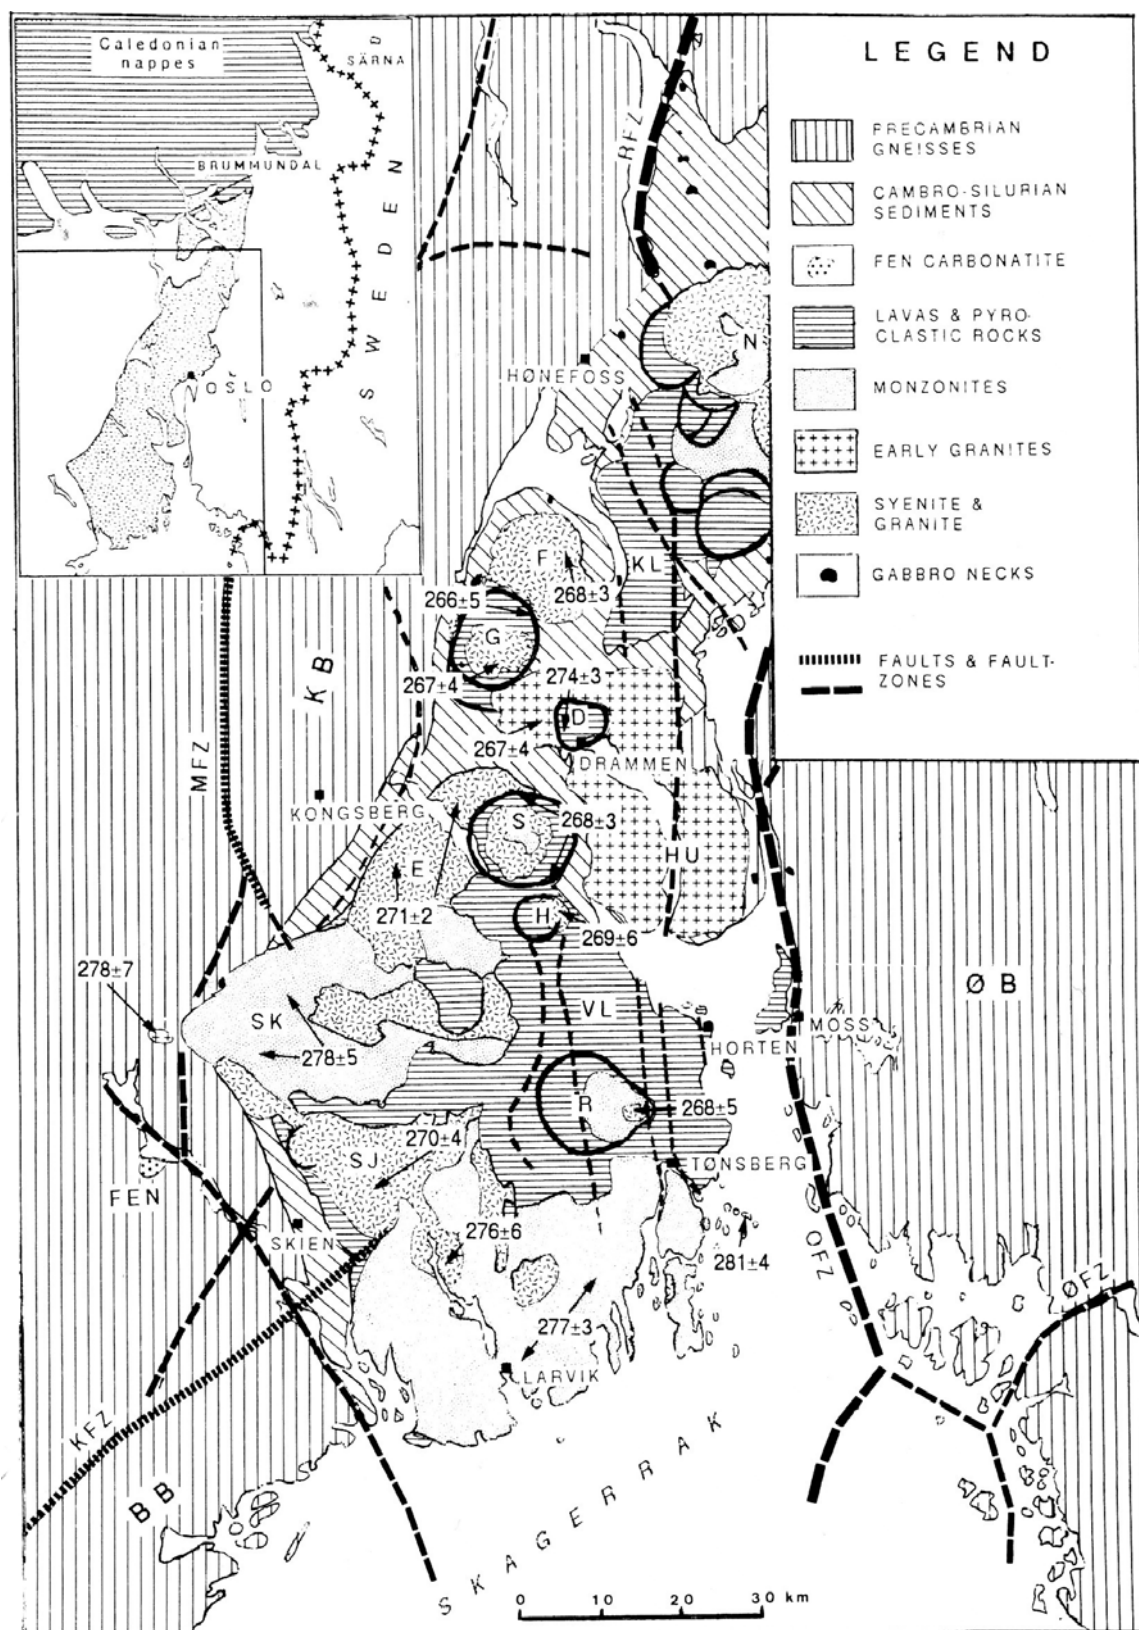 Caledonian
nappes
D
SÄRNA
BRUMMUNDAL
SWEDEN
OSLO
RFZ
LEGEND
PRECAMBRIAN
GNEISSES
CAMBRO-SILURIAN
SEDIMENTS
FEN CARBONATITE
LAVAS & PYRO-
CLASTIC ROCKS
MONZONITES
EARLY GRANITES
SYENITE &
GRANITE
GABBRO NECKS
FAULTS & FAULT-
ZONES
N
HØNEFOSS
F
KL
266±5
268±3
G
KB
267±4
274±3
D
267±4
DRAMMEN
MFZ
KONGSBERG
S
268±3
E
HU
271±2
H
269±6
278±7
ØB
SK
VL
MOSS
HORTEN
278±5
R
268±5
270±4
SJ
TØNSBERG
FEN
SKIEN
276±6
281±4
OFZ
ØFZ
277±3
LARVIK
KFZ
BB
SKAGERRAK
0 10 20 30 km